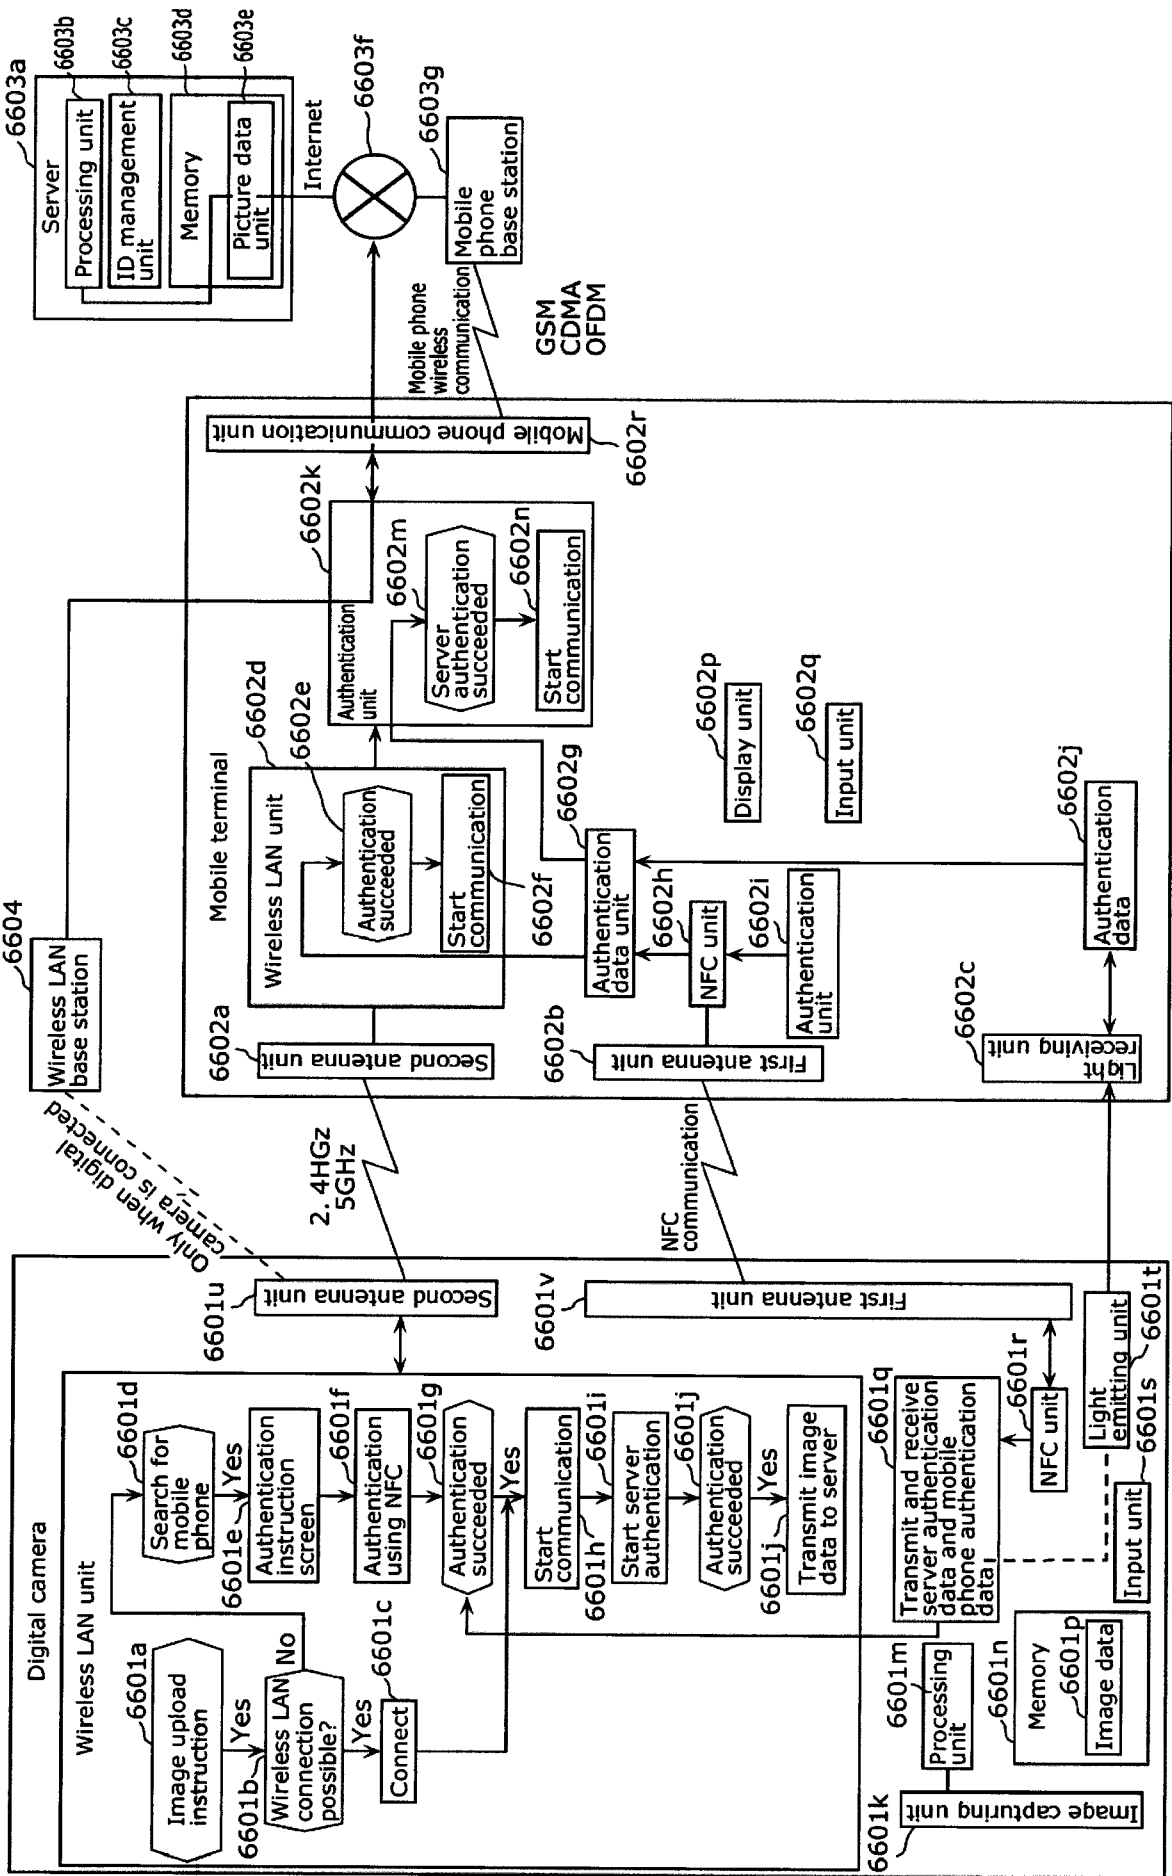 Digital camera
Wireless LAN unit
6601a
Image upload
instruction
Yes
6601b
Wireless LAN
connection
possible?
No
Yes
6601c
Connect
6601d
Search for
mobile
phone
Yes
6601e
Authentication
instruction
screen
6601f
Authentication
using NFC
6601g
Authentication
succeeded
Yes
Start
communication
6601h
6601i
Start server
authentication
6601j
Authentication
succeeded
Yes
6601j
Transmit image
data to server
6601k
Image capturing unit
6601m
Processing
unit
6601n
Memory
6601p
Image data
6601q
Transmit and receive
server authentication
data and mobile
phone authentication
data
6601r
NFC unit
Input unit
6601s
Light
emitting unit
6601t
6601u
Second antenna
unit
6601v
First antenna unit
Only when digital
camera is connected
2. 4HGz
5GHz
NFC
communication
6604
Wireless LAN
base station
Mobile terminal
6602a
Second antenna unit
6602b
First antenna unit
6602c
Light
receiving unit
6602d
Wireless LAN unit
6602e
Authentication
succeeded
Start
communication
6602f
6602g
Authentication
data unit
6602h
NFC unit
6602i
Authentication
unit
6602j
Authentication
data
6602k
Authentication
unit
6602m
Server
authentication
succeeded
6602n
Start
communication
6602p
Display unit
6602q
Input unit
Mobile phone communication unit
6602r
Mobile phone
wireless
communication
GSM
CDMA
OFDM
6603a
Server
6603b
Processing unit
6603c
ID management
unit
6603d
Memory
6603e
Picture data
unit
Internet
6603f
6603g
Mobile
phone
base station